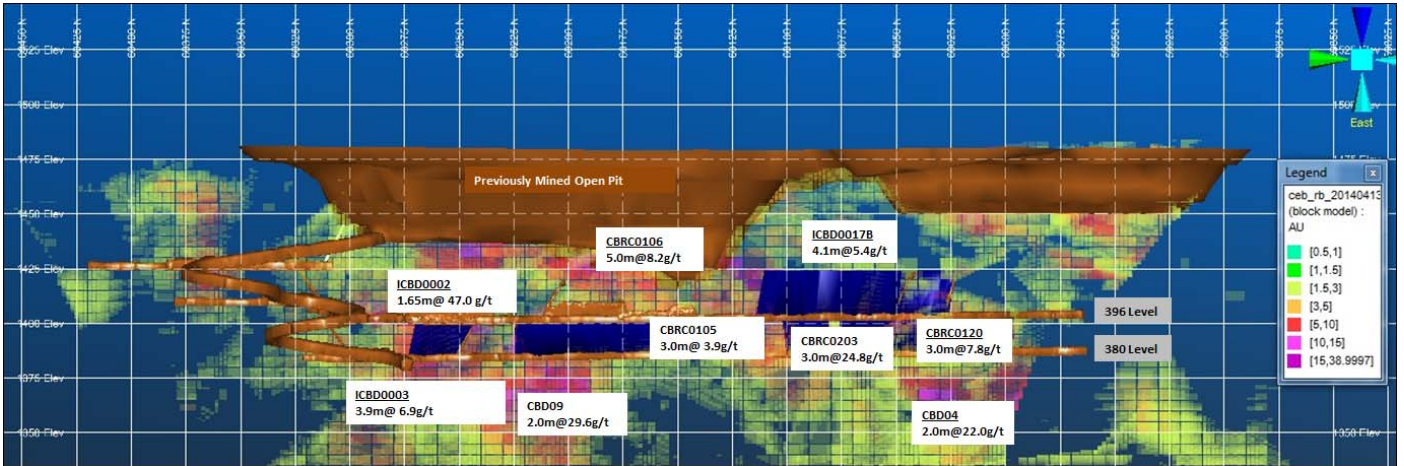 1525 Elev
1500 Elev
1475 Elev
1450 Elev
1425 Elev
1400 Elev
1375 Elev
1350 Elev
East
Previously Mined Open Pit
CBRC0106
5.0m@8.2g/t
ICBD0017B
4.1m@5.4g/t
ICBD0002
1.65m@ 47.0 g/t
CBRC0105
3.0m@ 3.9g/t
CBRC0203
3.0m@24.8g/t
CBRC0120
3.0m@7.8g/t
396 Level
380 Level
ICBD0003
3.9m@ 6.9g/t
CBD09
2.0m@29.6g/t
CBD04
2.0m@22.0g/t
Legend
x
ceb_rb_20140413
(block model) :
AU
[0.5,1]
[1,1.5]
[1.5,3]
[3,5]
[5,10]
[10,15]
[15,38.9997]